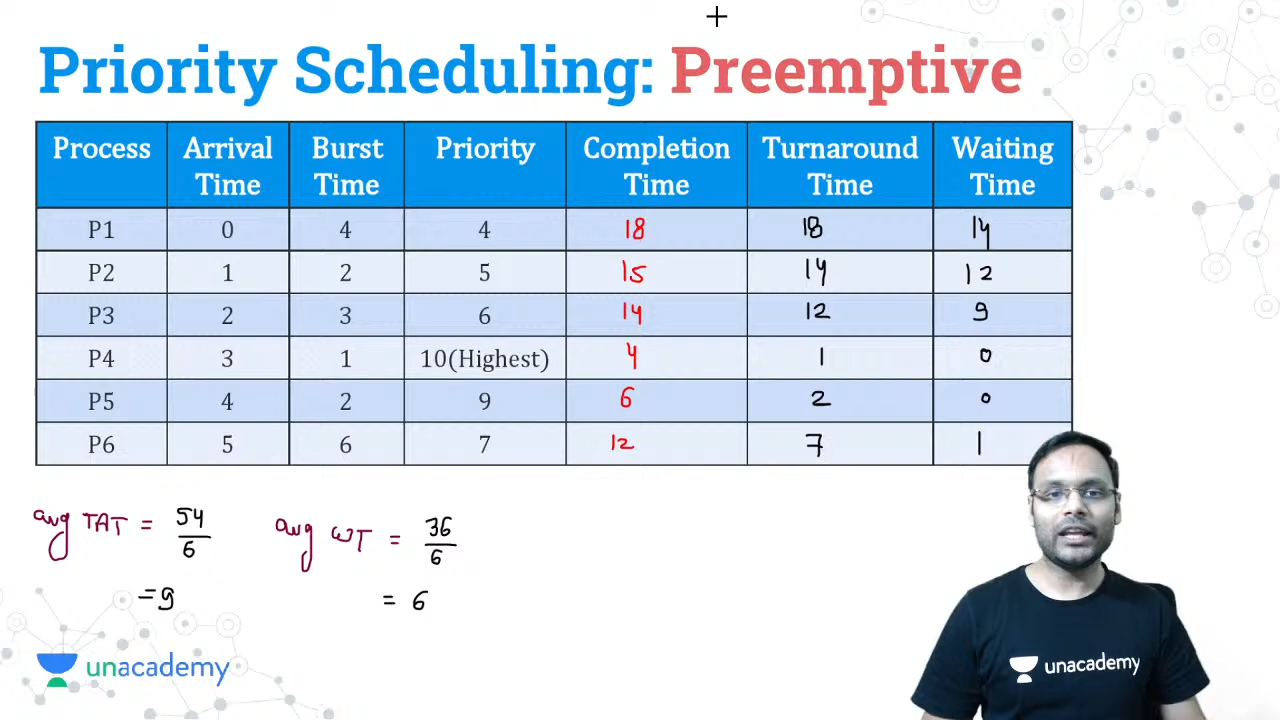 Priority Scheduling: Preemptive
Process Arrival Time Burst Time Priority Completion Time Turnaround Time Waiting Time
P1 0 4 4 18 18 14
P2 1 2 5 15 14 12
P3 2 3 6 14 12 9
P4 3 1 10(Highest) 4 1 0
P5 4 2 9 6 2 0
P6 5 6 7 12 7 1
avg TAT = 54/6 avg WT = 36/6
=9 = 6
unacademy
unacademy